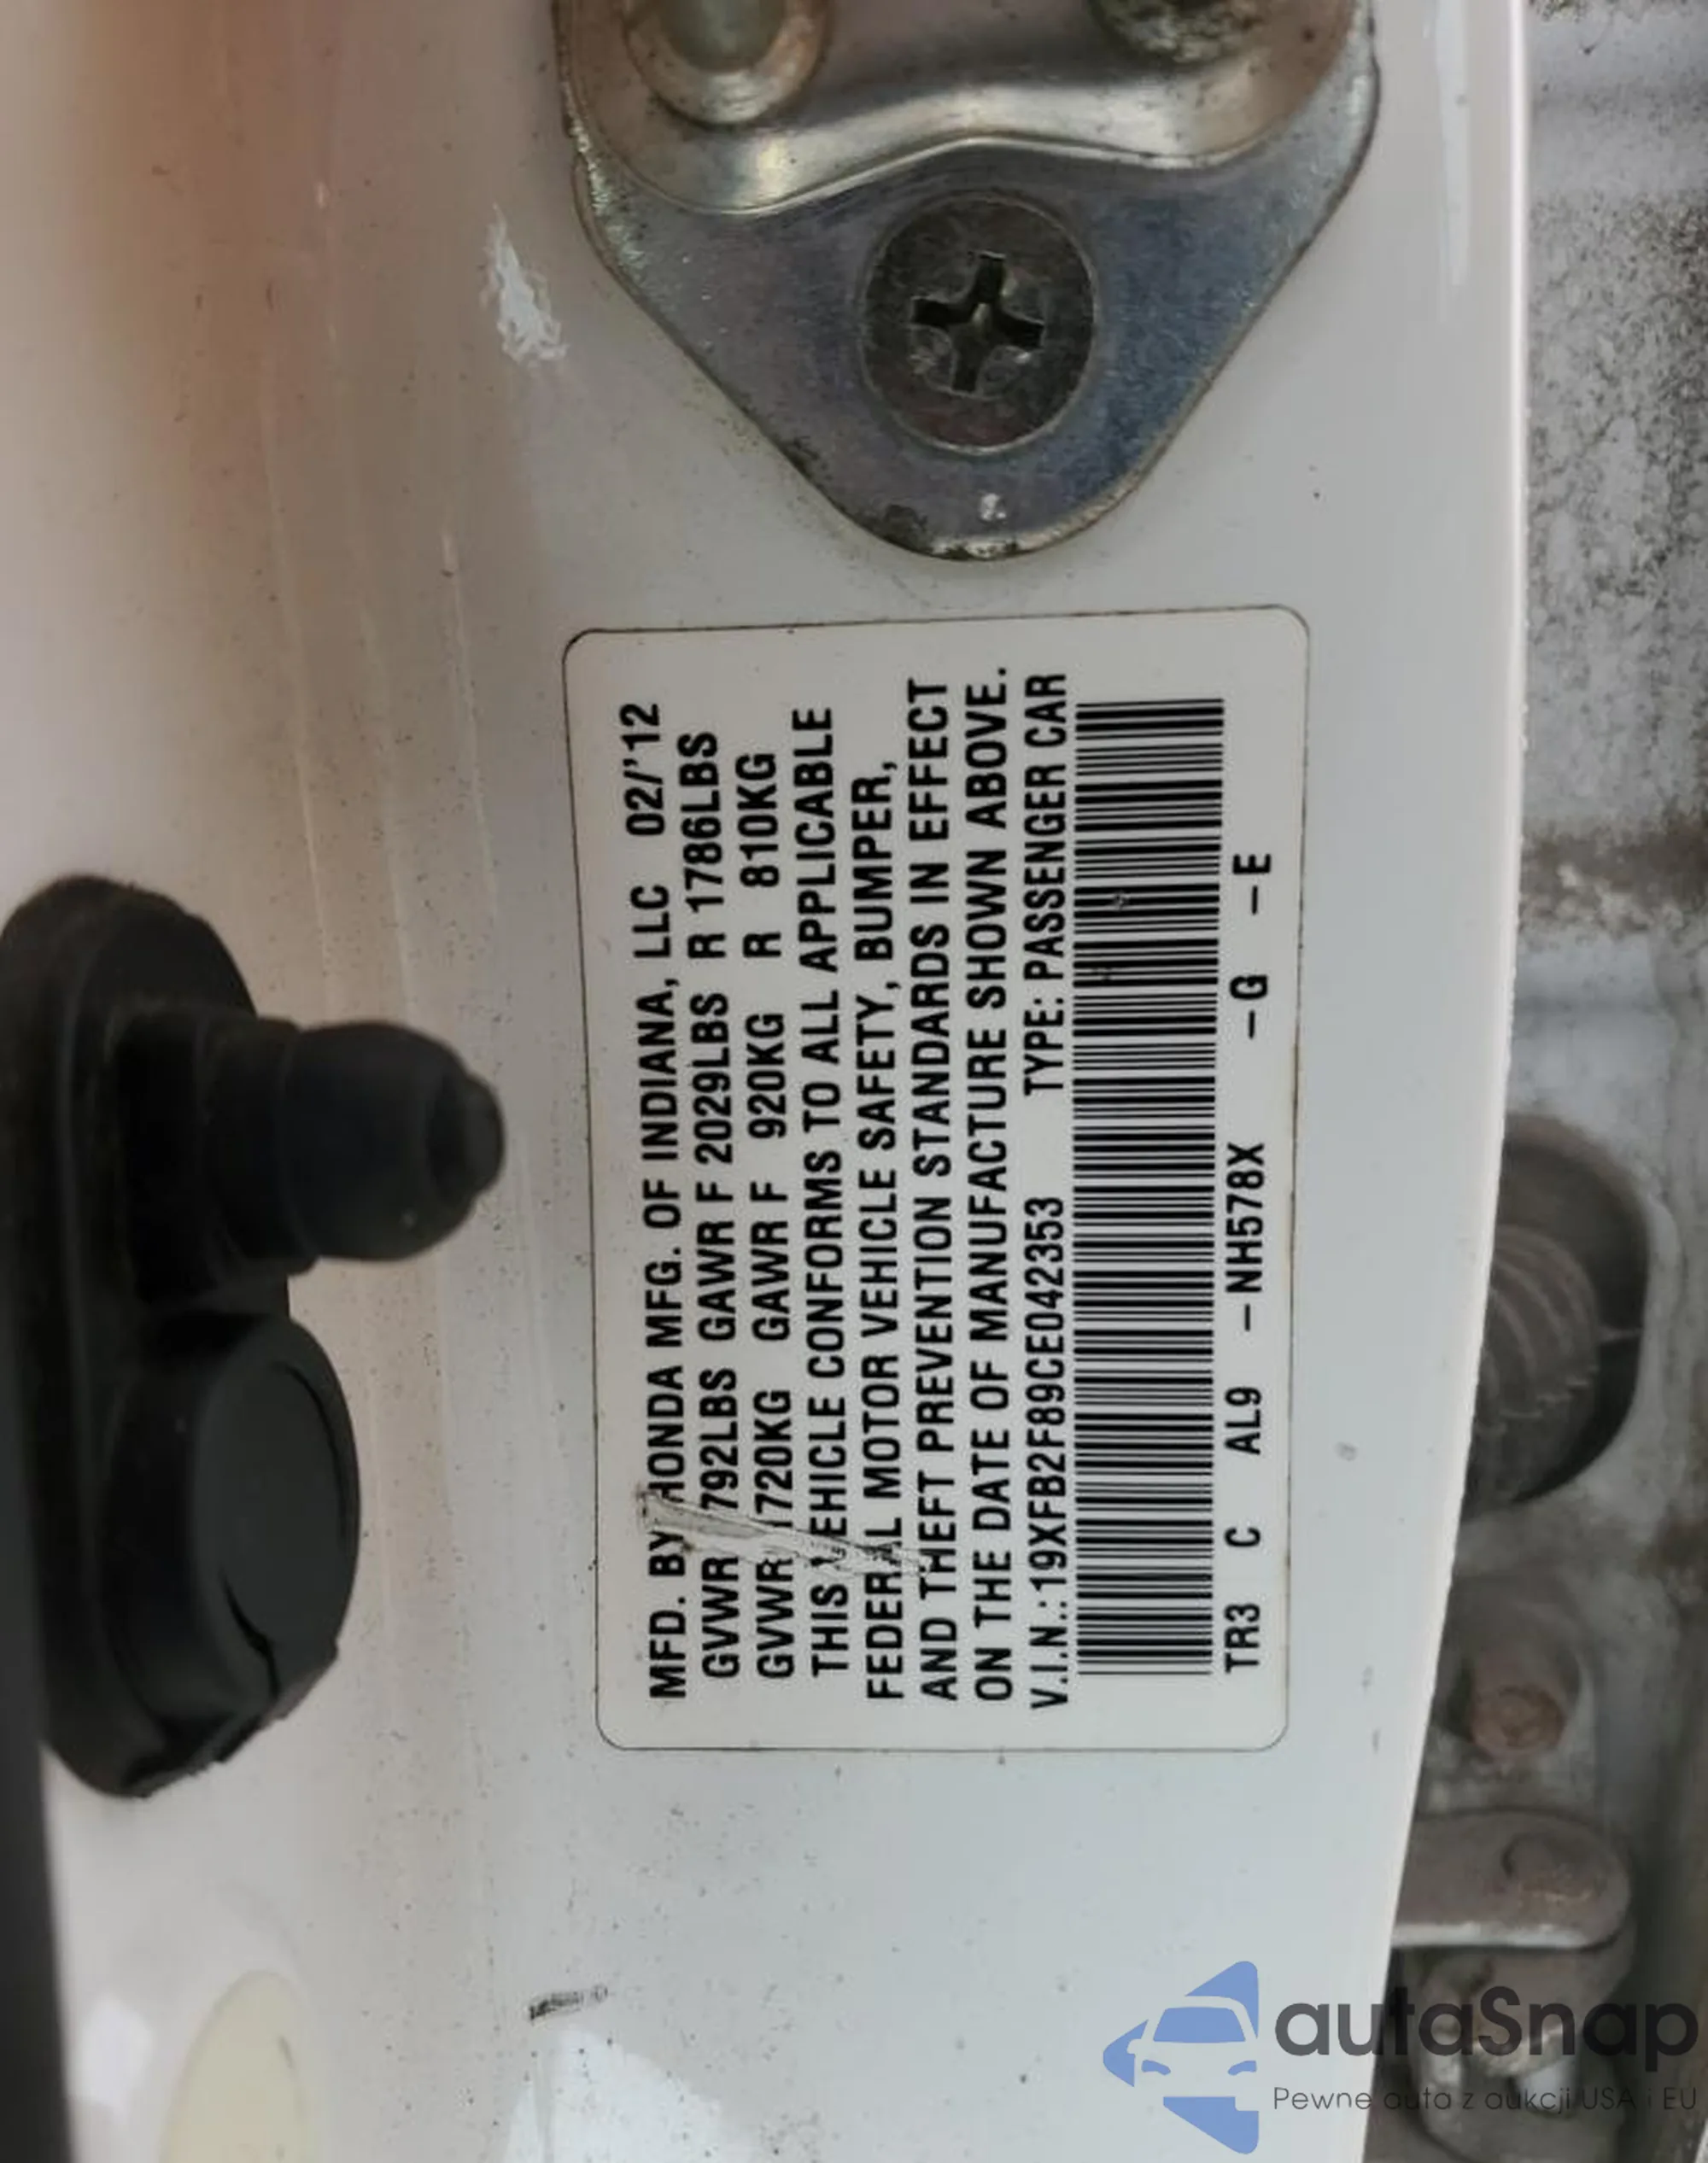 MFD. BY HONDA MFG. OF INDIANA, LLC 02/'12
GVWR 792LBS GAWR F 2029LBS R 1786LBS
GVWR 1720KG GAWR F 920KG R 810KG
THIS VEHICLE CONFORMS TO ALL APPLICABLE
FEDERAL MOTOR VEHICLE SAFETY, BUMPER,
AND THEFT PREVENTION STANDARDS IN EFFECT
ON THE DATE OF MANUFACTURE SHOWN ABOVE.
V.I.N.: 19XFB2F89CE042353 TYPE: PASSENGER CAR
TR3 C AL9 -NH578X -G -E
autaSnap
Pewne auta z aukcji USA i EU